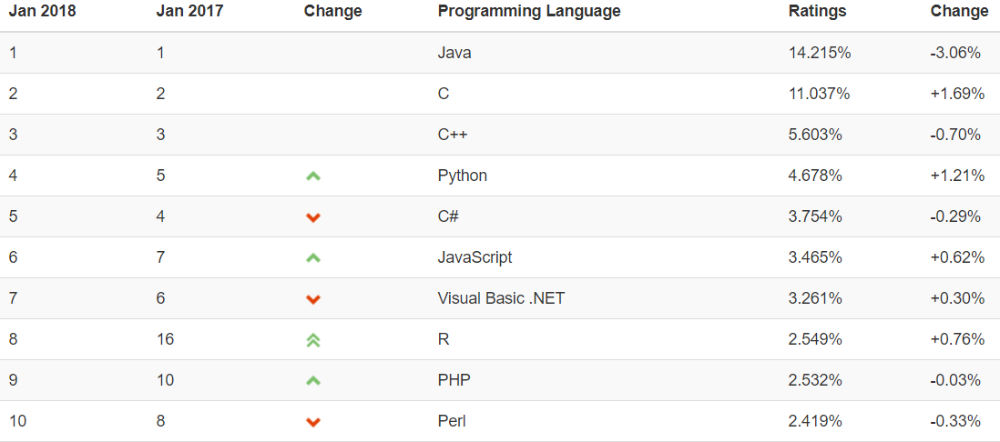 Jan 2018 Jan 2017 Change Programming Language Ratings Change
1 1 Java 14.215% -3.06%
2 2 C 11.037% +1.69%
3 3 C++ 5.603% -0.70%
4 5 Python 4.678% +1.21%
5 4 C# 3.754% -0.29%
6 7 JavaScript 3.465% +0.62%
7 6 Visual Basic .NET 3.261% +0.30%
8 16 R 2.549% +0.76%
9 10 PHP 2.532% -0.03%
10 8 Perl 2.419% -0.33%